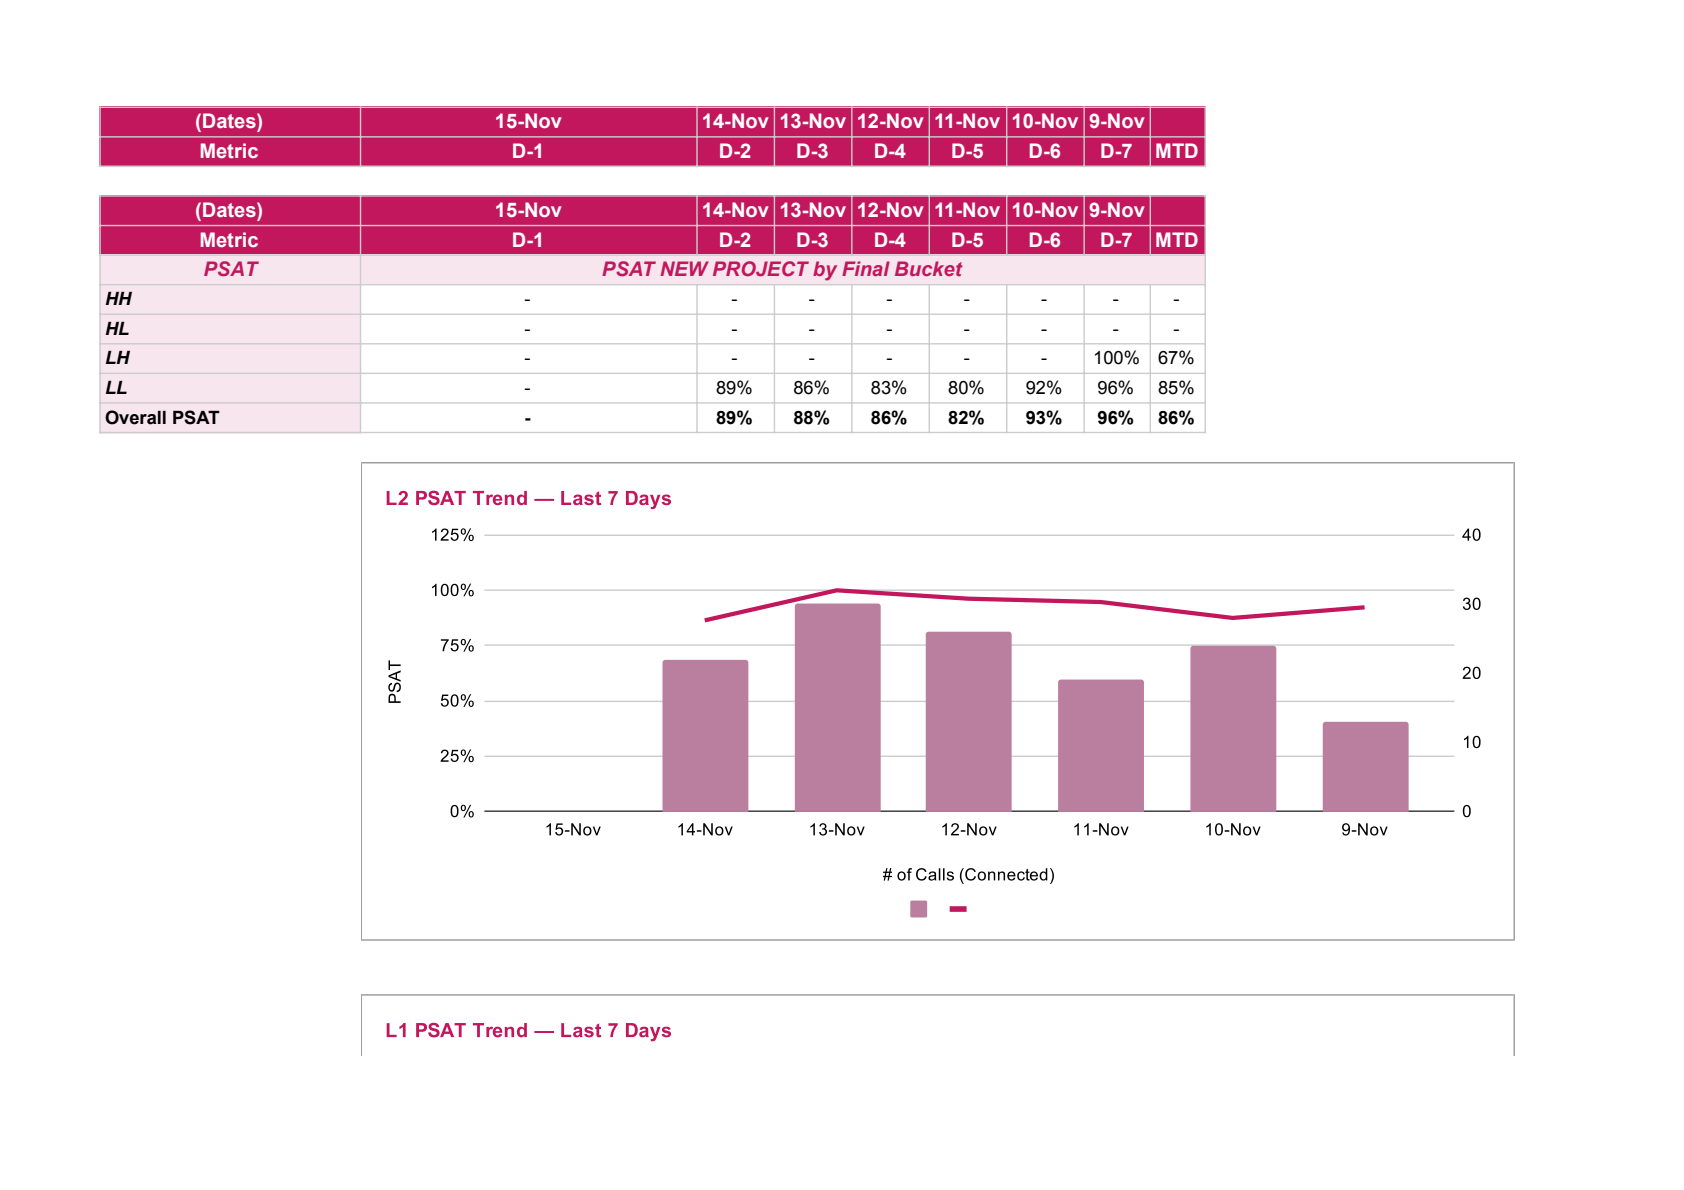 (Dates) 15-Nov 14-Nov 13-Nov 12-Nov 11-Nov 10-Nov 9-Nov
Metric D-1 D-2 D-3 D-4 D-5 D-6 D-7 MTD
(Dates) 15-Nov 14-Nov 13-Nov 12-Nov 11-Nov 10-Nov 9-Nov
Metric D-1 D-2 D-3 D-4 D-5 D-6 D-7 MTD
PSAT PSAT NEW PROJECT by Final Bucket
HH - - - - - - - -
HL - - - - - - - -
LH - - - - - - 100% 67%
LL - 89% 86% 83% 80% 92% 96% 85%
Overall PSAT - 89% 88% 86% 82% 93% 96% 86%
L2 PSAT Trend — Last 7 Days
125% 40
100% 30
75%
20
PSAT
50%
25% 10
0% 0
15-Nov 14-Nov 13-Nov 12-Nov 11-Nov 10-Nov 9-Nov
# of Calls (Connected)
L1 PSAT Trend — Last 7 Days